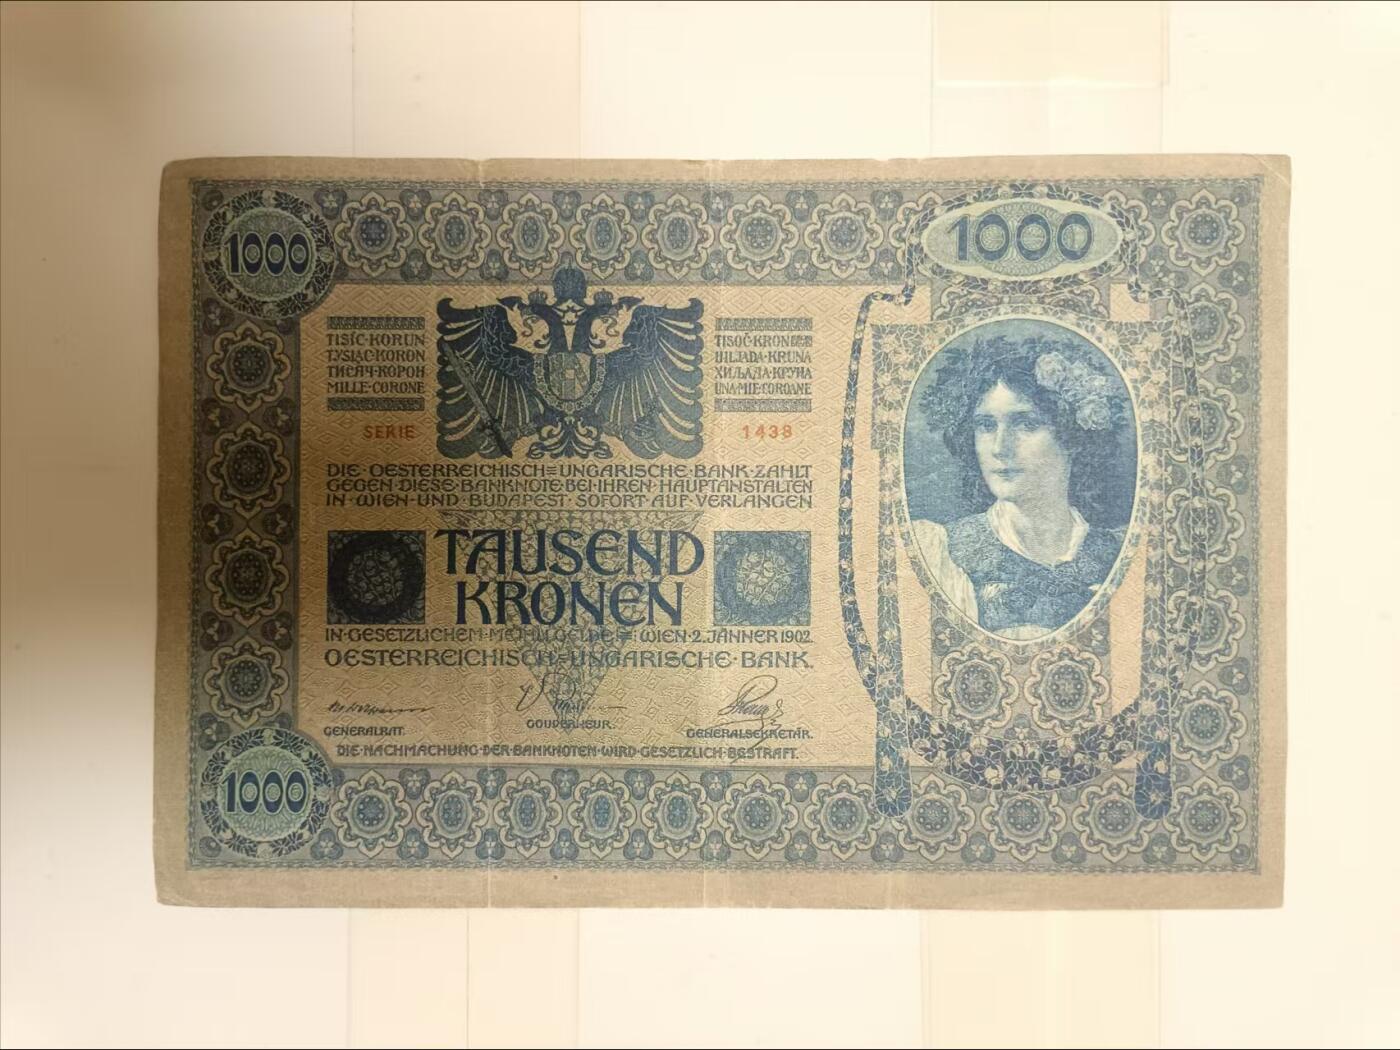 1000
1000
TISÍC·KORUN
TYSIĄC·KORON
ТИСЯЧ·КОРОН
MILLE·CORONE
TISOČ·KRON
HILJADA·KRUNA
ХИЉАДА·КРУНА
UNA·MIE·COROANE
SERIE 1438
DIE·OESTERREICHISCH=UNGARISCHE·BANK·ZAHLT
GEGEN·DIESE·BANKNOTE·BEI·IHREN·HAUPTANSTALTEN
IN·WIEN·UND·BUDAPEST·SOFORT·AUF·VERLANGEN
TAUSEND
KRONEN
IN·GESETZLICHEM·METALLGELDE=WIEN·2·JÄNNER 1902
OESTERREICHISCH=UNGARISCHE·BANK.
GENERALRAT. GOUVERNEUR. GENERALSEKRETÄR.
DIE·NACHMACHUNG·DER·BANKNOTEN·WIRD·GESETZLICH·BESTRAFT.
1000